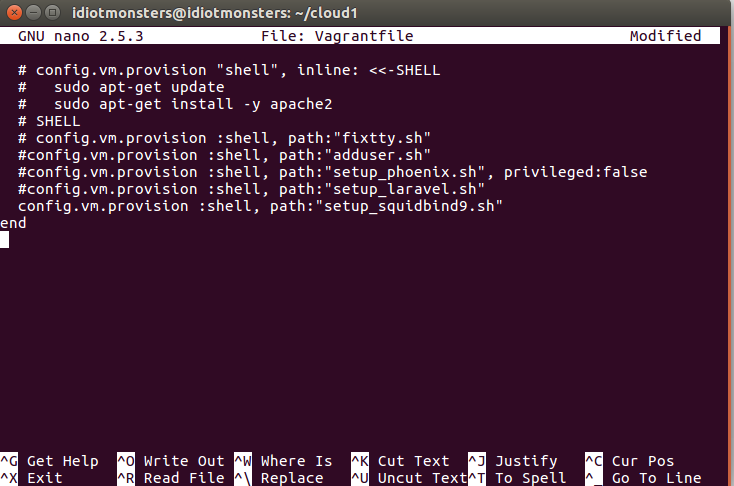 idiotmonsters@idiotmonsters: ~/cloud1
GNU nano 2.5.3 File: Vagrantfile Modified
# config.vm.provision "shell", inline: <<-SHELL
#   sudo apt-get update
#   sudo apt-get install -y apache2
# SHELL
# config.vm.provision :shell, path:"fixtty.sh"
#config.vm.provision :shell, path:"adduser.sh"
#config.vm.provision :shell, path:"setup_phoenix.sh", privileged:false
#config.vm.provision :shell, path:"setup_laravel.sh"
config.vm.provision :shell, path:"setup_squidbind9.sh"
end
^G Get Help ^O Write Out ^W Where Is ^K Cut Text ^J Justify ^C Cur Pos
^X Exit ^R Read File ^\ Replace ^U Uncut Text ^T To Spell ^_ Go To Line